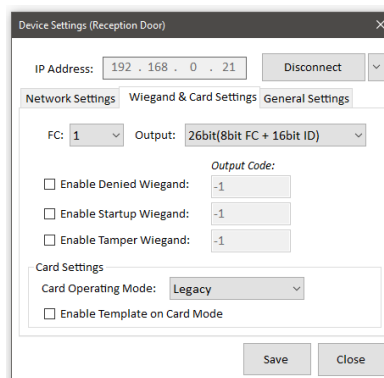 Device Settings (Reception Door)
IP Address: 192 . 168 . 0 . 21 Disconnect
Network Settings Wiegand & Card Settings General Settings
FC: 1 Output: 26bit(8bit FC + 16bit ID)
Output Code:
Enable Denied Wiegand: -1
Enable Startup Wiegand: -1
Enable Tamper Wiegand: -1
Card Settings
Card Operating Mode: Legacy
Enable Template on Card Mode
Save Close